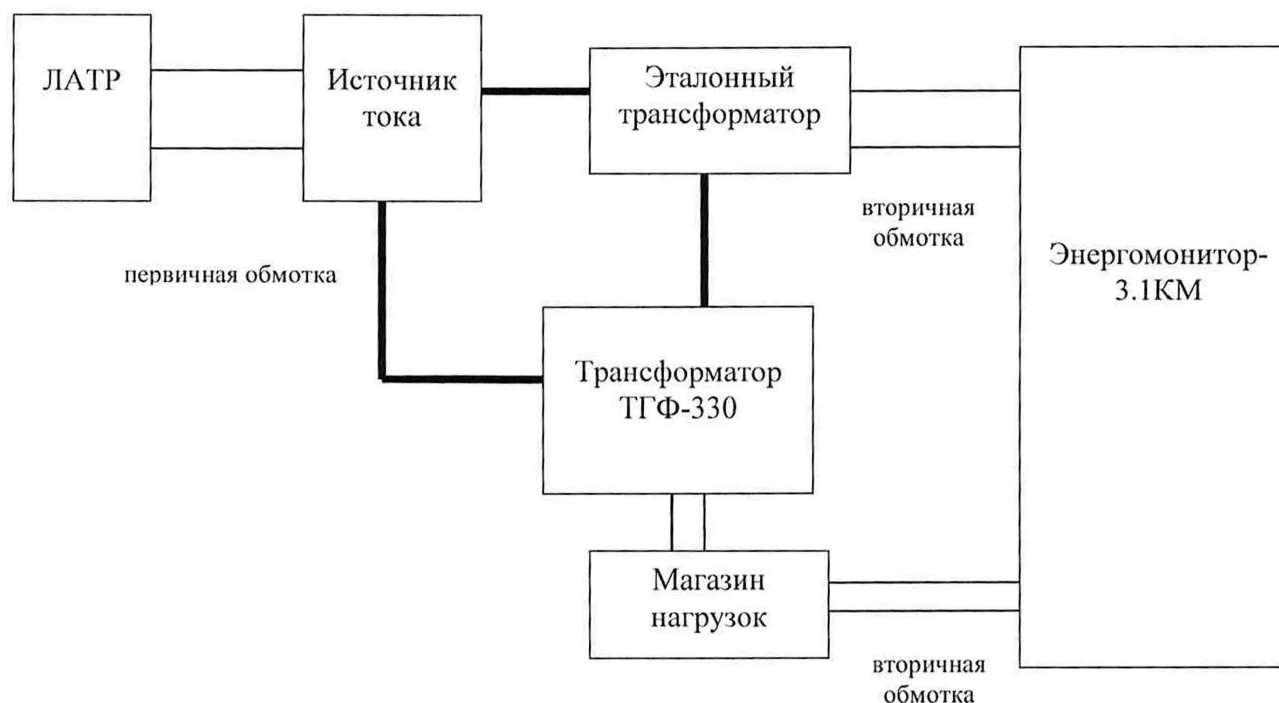 ЛАТР
Источник
тока
Эталонный
трансформатор
вторичная
обмотка
Энергомонитор-
3.1КМ
первичная обмотка
Трансформатор
ТГФ-330
Магазин
нагрузок
вторичная
обмотка